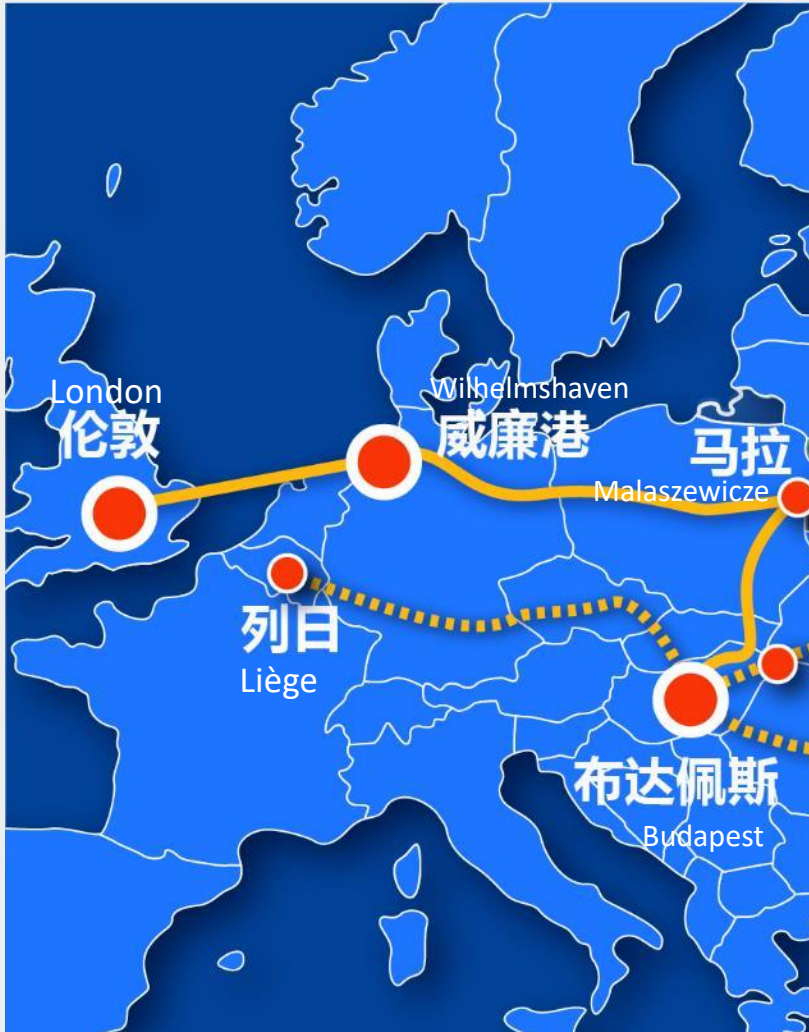 London
伦敦
Wilhelmshaven
威廉港
马拉
Malaszewicze
列日
Liège
布达佩斯
Budapest